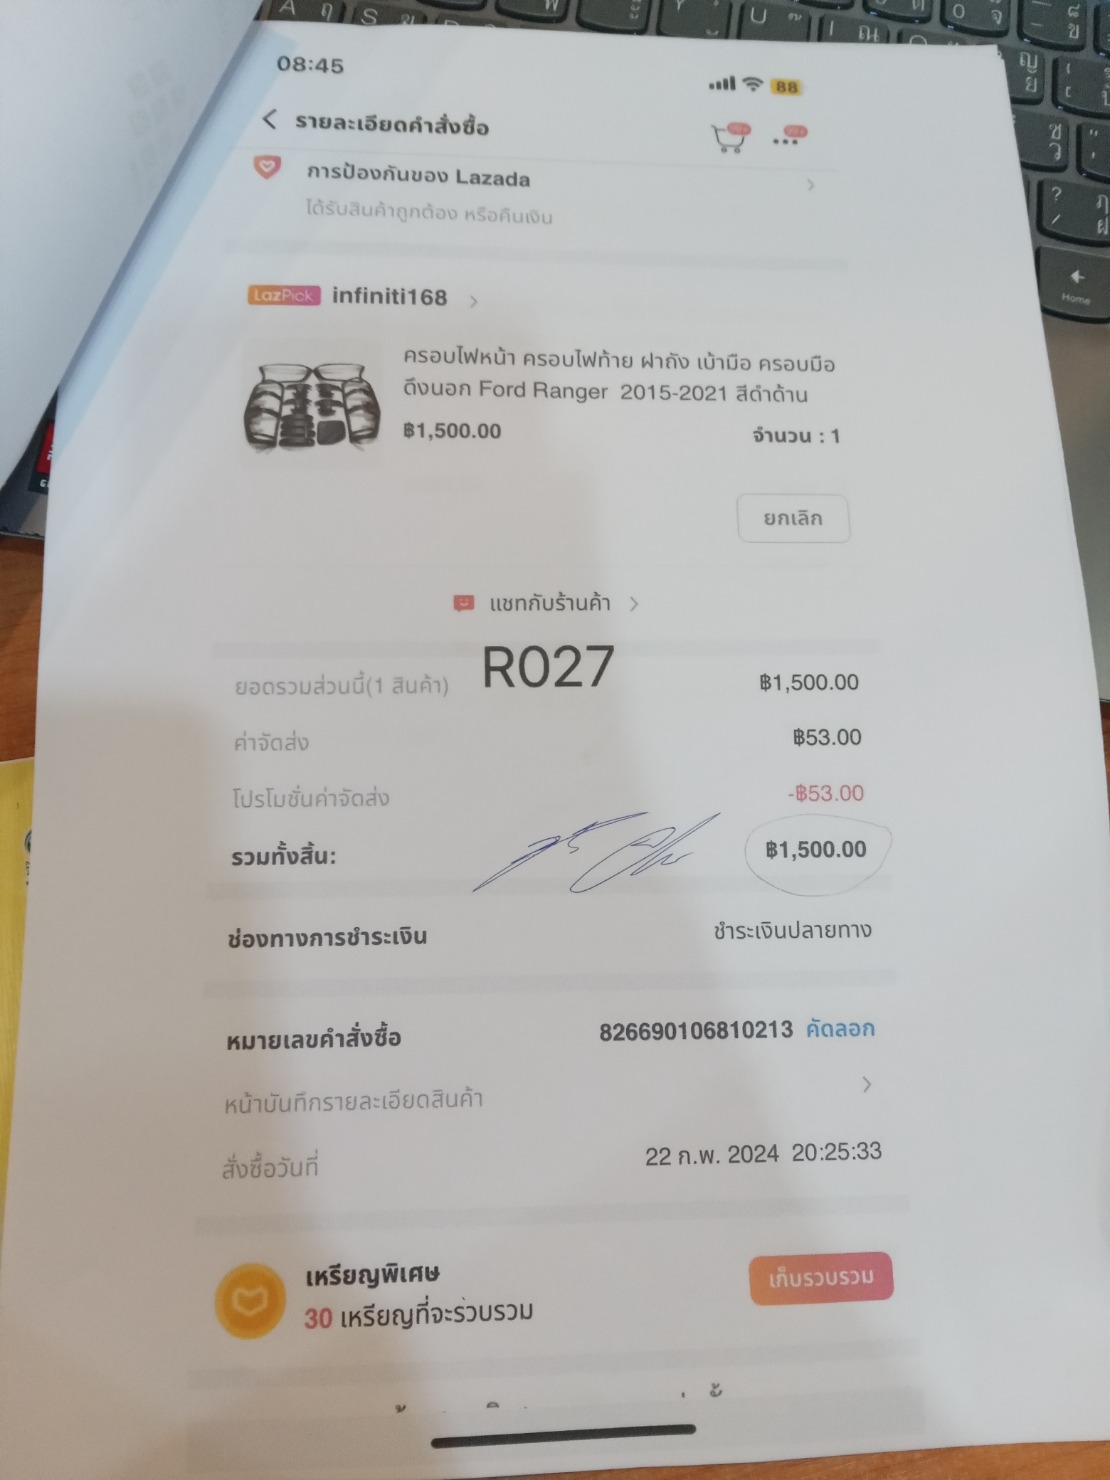 08:45
88
รายละเอียดคำสั่งซื้อ
การป้องกันของ Lazada
ได้รับสินค้าถูกต้อง หรือคืนเงิน
LazPick infiniti168
ครอบไฟหน้า ครอบไฟท้าย ฝาถัง เบ้ามือ ครอบมือ
ดึงนอก Ford Ranger 2015-2021 สีดำด้าน
฿1,500.00 จำนวน : 1
ยกเลิก
แชทกับร้านค้า
R027
ยอดรวมส่วนนี้(1 สินค้า) ฿1,500.00
ค่าจัดส่ง ฿53.00
โปรโมชั่นค่าจัดส่ง -฿53.00
รวมทั้งสิ้น: ฿1,500.00
ช่องทางการชำระเงิน ชำระเงินปลายทาง
หมายเลขคำสั่งซื้อ 826690106810213 คัดลอก
หน้าบันทึกรายละเอียดสินค้า
สั่งซื้อวันที่ 22 ก.พ. 2024 20:25:33
เหรียญพิเศษ
30 เหรียญที่จะรวบรวม
เก็บรวบรวม
Home